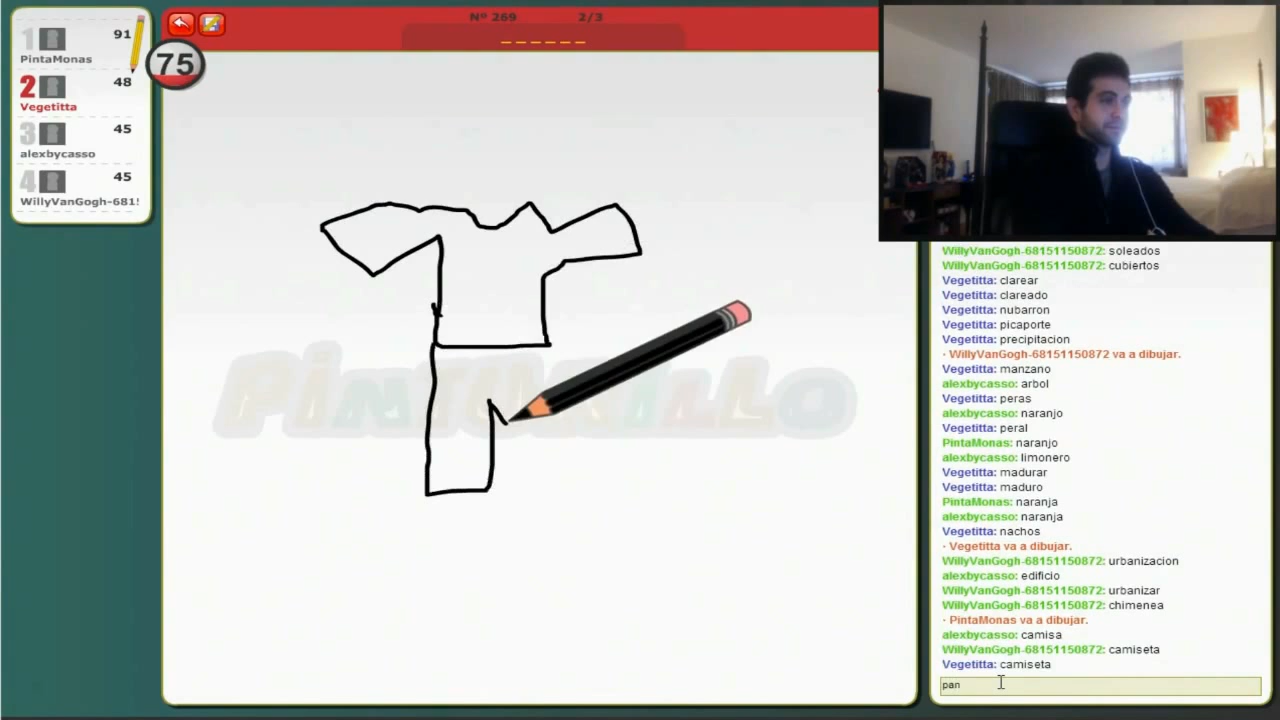 Nº 269 2/3
_ _ _ _ _ _
75
1 91
PintaMonas
2 48
Vegetitta
3 45
alexbycasso
4 45
WillyVanGogh-681!
WillyVanGogh-68151150872: soleados
WillyVanGogh-68151150872: cubiertos
Vegetitta: clarear
Vegetitta: clareado
Vegetitta: nubarron
Vegetitta: picaporte
Vegetitta: precipitacion
· WillyVanGogh-68151150872 va a dibujar.
Vegetitta: manzano
alexbycasso: arbol
Vegetitta: peras
alexbycasso: naranjo
Vegetitta: peral
PintaMonas: naranjo
alexbycasso: limonero
Vegetitta: madurar
Vegetitta: maduro
PintaMonas: naranja
alexbycasso: naranja
Vegetitta: nachos
· Vegetitta va a dibujar.
WillyVanGogh-68151150872: urbanizacion
alexbycasso: edificio
WillyVanGogh-68151150872: urbanizar
WillyVanGogh-68151150872: chimenea
· PintaMonas va a dibujar.
alexbycasso: camisa
WillyVanGogh-68151150872: camiseta
Vegetitta: camiseta
pan